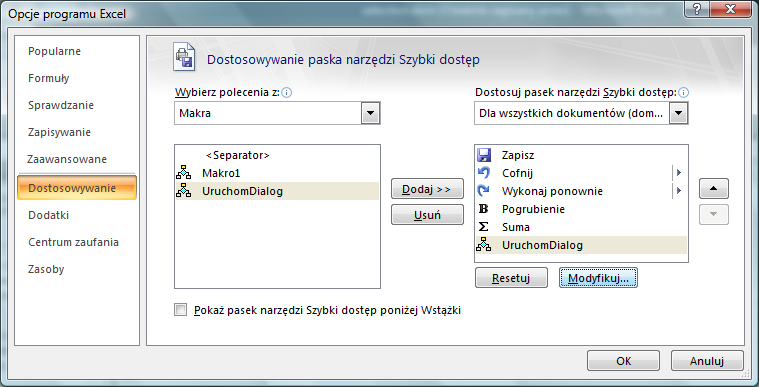 Opcje programu Excel
Popularne
Formuły
Sprawdzanie
Zapisywanie
Zaawansowane
Dostosowywanie
Dodatki
Centrum zaufania
Zasoby
Dostosowywanie paska narzędzi Szybki dostęp
Wybierz polecenia z:
Makra
<Separator>
Makro1
UruchomDialog
Dodaj >>
Usuń
Dostosuj pasek narzędzi Szybki dostęp:
Dla wszystkich dokumentów (dom...
Zapisz
Cofnij
Wykonaj ponownie
B Pogrubienie
Σ Suma
UruchomDialog
Resetuj
Modyfikuj...
Pokaż pasek narzędzi Szybki dostęp poniżej Wstążki
OK
Anuluj